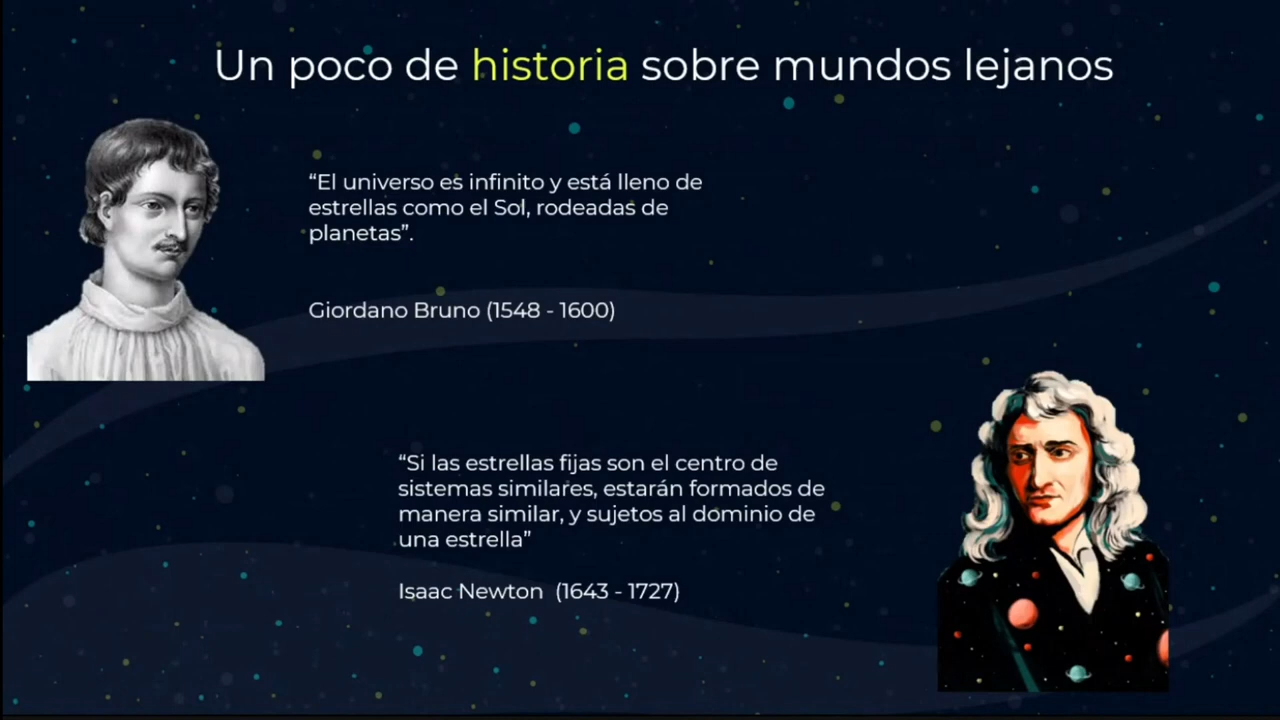 Un poco de historia sobre mundos lejanos
“El universo es infinito y está lleno de
estrellas como el Sol, rodeadas de
planetas”.
Giordano Bruno (1548 - 1600)
“Si las estrellas fijas son el centro de
sistemas similares, estarán formados de
manera similar, y sujetos al dominio de
una estrella”
Isaac Newton (1643 - 1727)